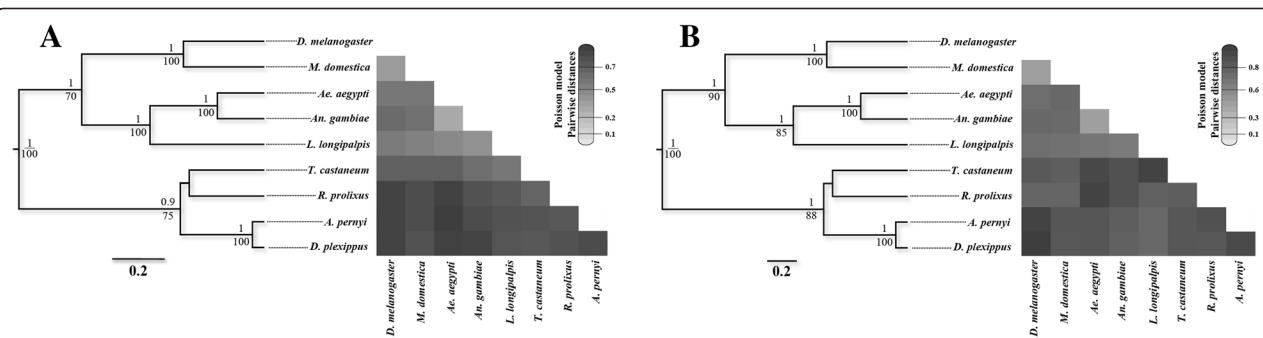 A
D. melanogaster
M. domestica
Ae. aegypti
An. gambiae
L. longipalpis
T. castaneum
R. prolixus
A. pernyi
D. plexippus
1
100
1
70
1
100
1
100
1
100
0.9
75
1
100
0.2
Poisson model
Pairwise distances
0.7
0.5
0.3
0.1
D. melanogaster
M. domestica
Ae. aegypti
An. gambiae
L. longipalpis
T. castaneum
R. prolixus
A. pernyi
B
D. melanogaster
M. domestica
Ae. aegypti
An. gambiae
L. longipalpis
T. castaneum
R. prolixus
A. pernyi
D. plexippus
1
100
1
90
1
100
1
85
1
100
1
88
1
100
0.2
Poisson model
Pairwise distances
0.8
0.6
0.3
0.1
D. melanogaster
M. domestica
Ae. aegypti
An. gambiae
L. longipalpis
T. castaneum
R. prolixus
A. pernyi